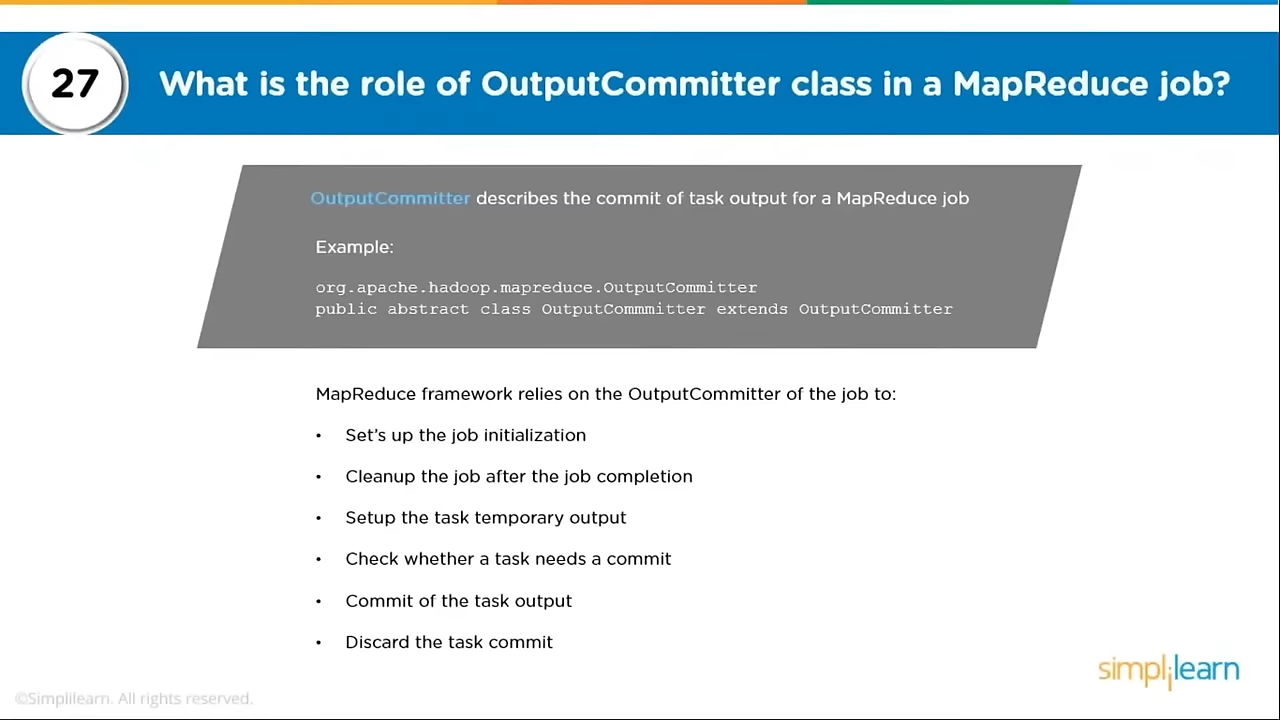 27
What is the role of OutputCommitter class in a MapReduce job?
OutputCommitter describes the commit of task output for a MapReduce job
Example:
org.apache.hadoop.mapreduce.OutputCommitter
public abstract class OutputCommmitter extends OutputCommitter
MapReduce framework relies on the OutputCommitter of the job to:
• Set’s up the job initialization
• Cleanup the job after the job completion
• Setup the task temporary output
• Check whether a task needs a commit
• Commit of the task output
• Discard the task commit
simplilearn
©Simplilearn. All rights reserved.